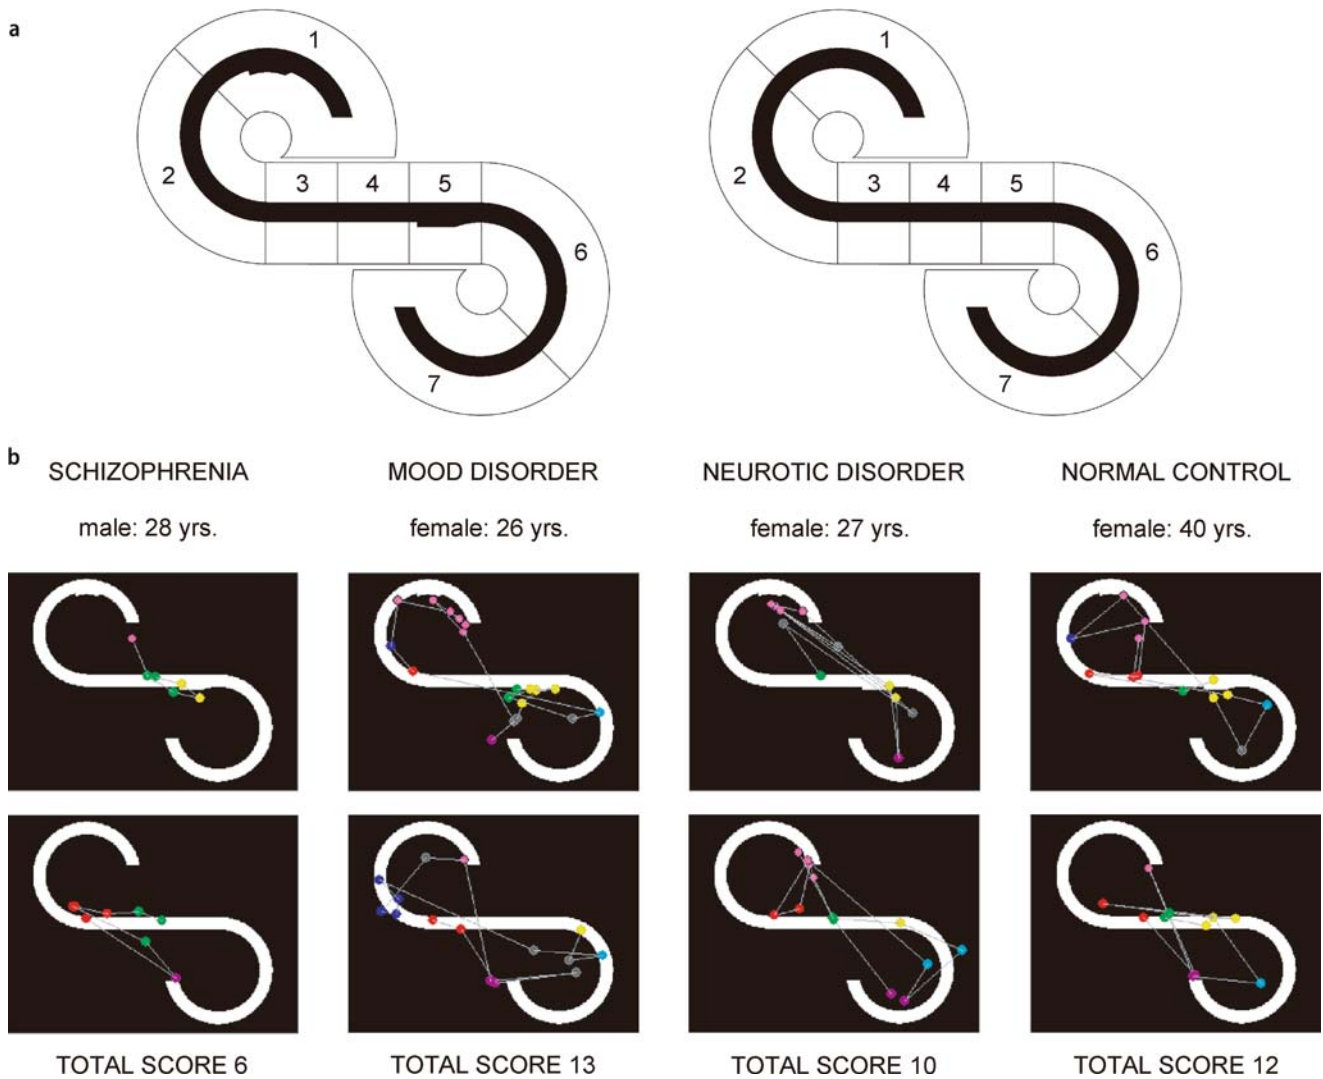 a
1
1
2
3
4
5
2
3
4
5
6
6
7
7
b
SCHIZOPHRENIA
MOOD DISORDER
NEUROTIC DISORDER
NORMAL CONTROL
male: 28 yrs.
female: 26 yrs.
female: 27 yrs.
female: 40 yrs.
TOTAL SCORE 6
TOTAL SCORE 13
TOTAL SCORE 10
TOTAL SCORE 12